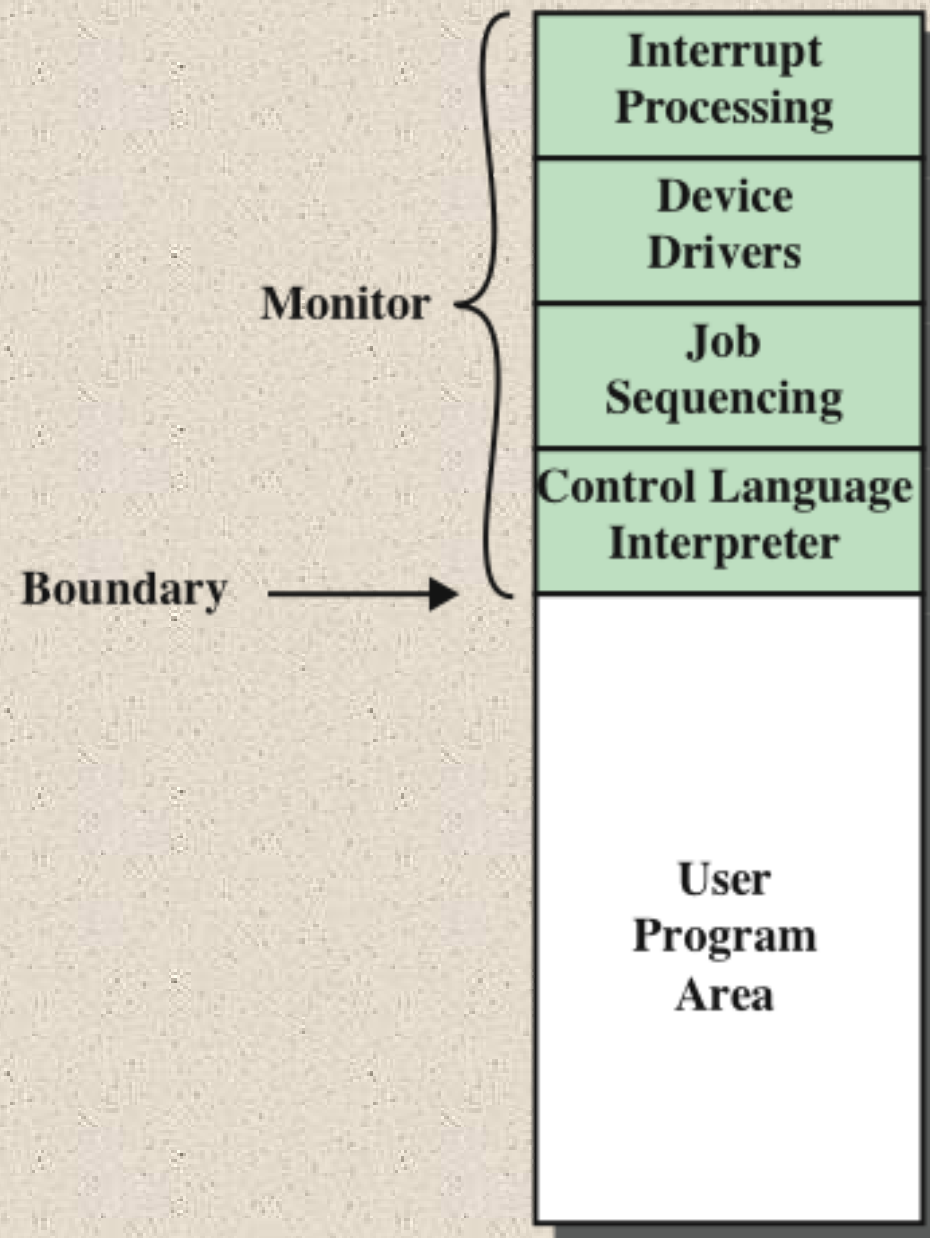 Interrupt
Processing
Device
Drivers
Monitor
Job
Sequencing
Control Language
Interpreter
Boundary
User
Program
Area